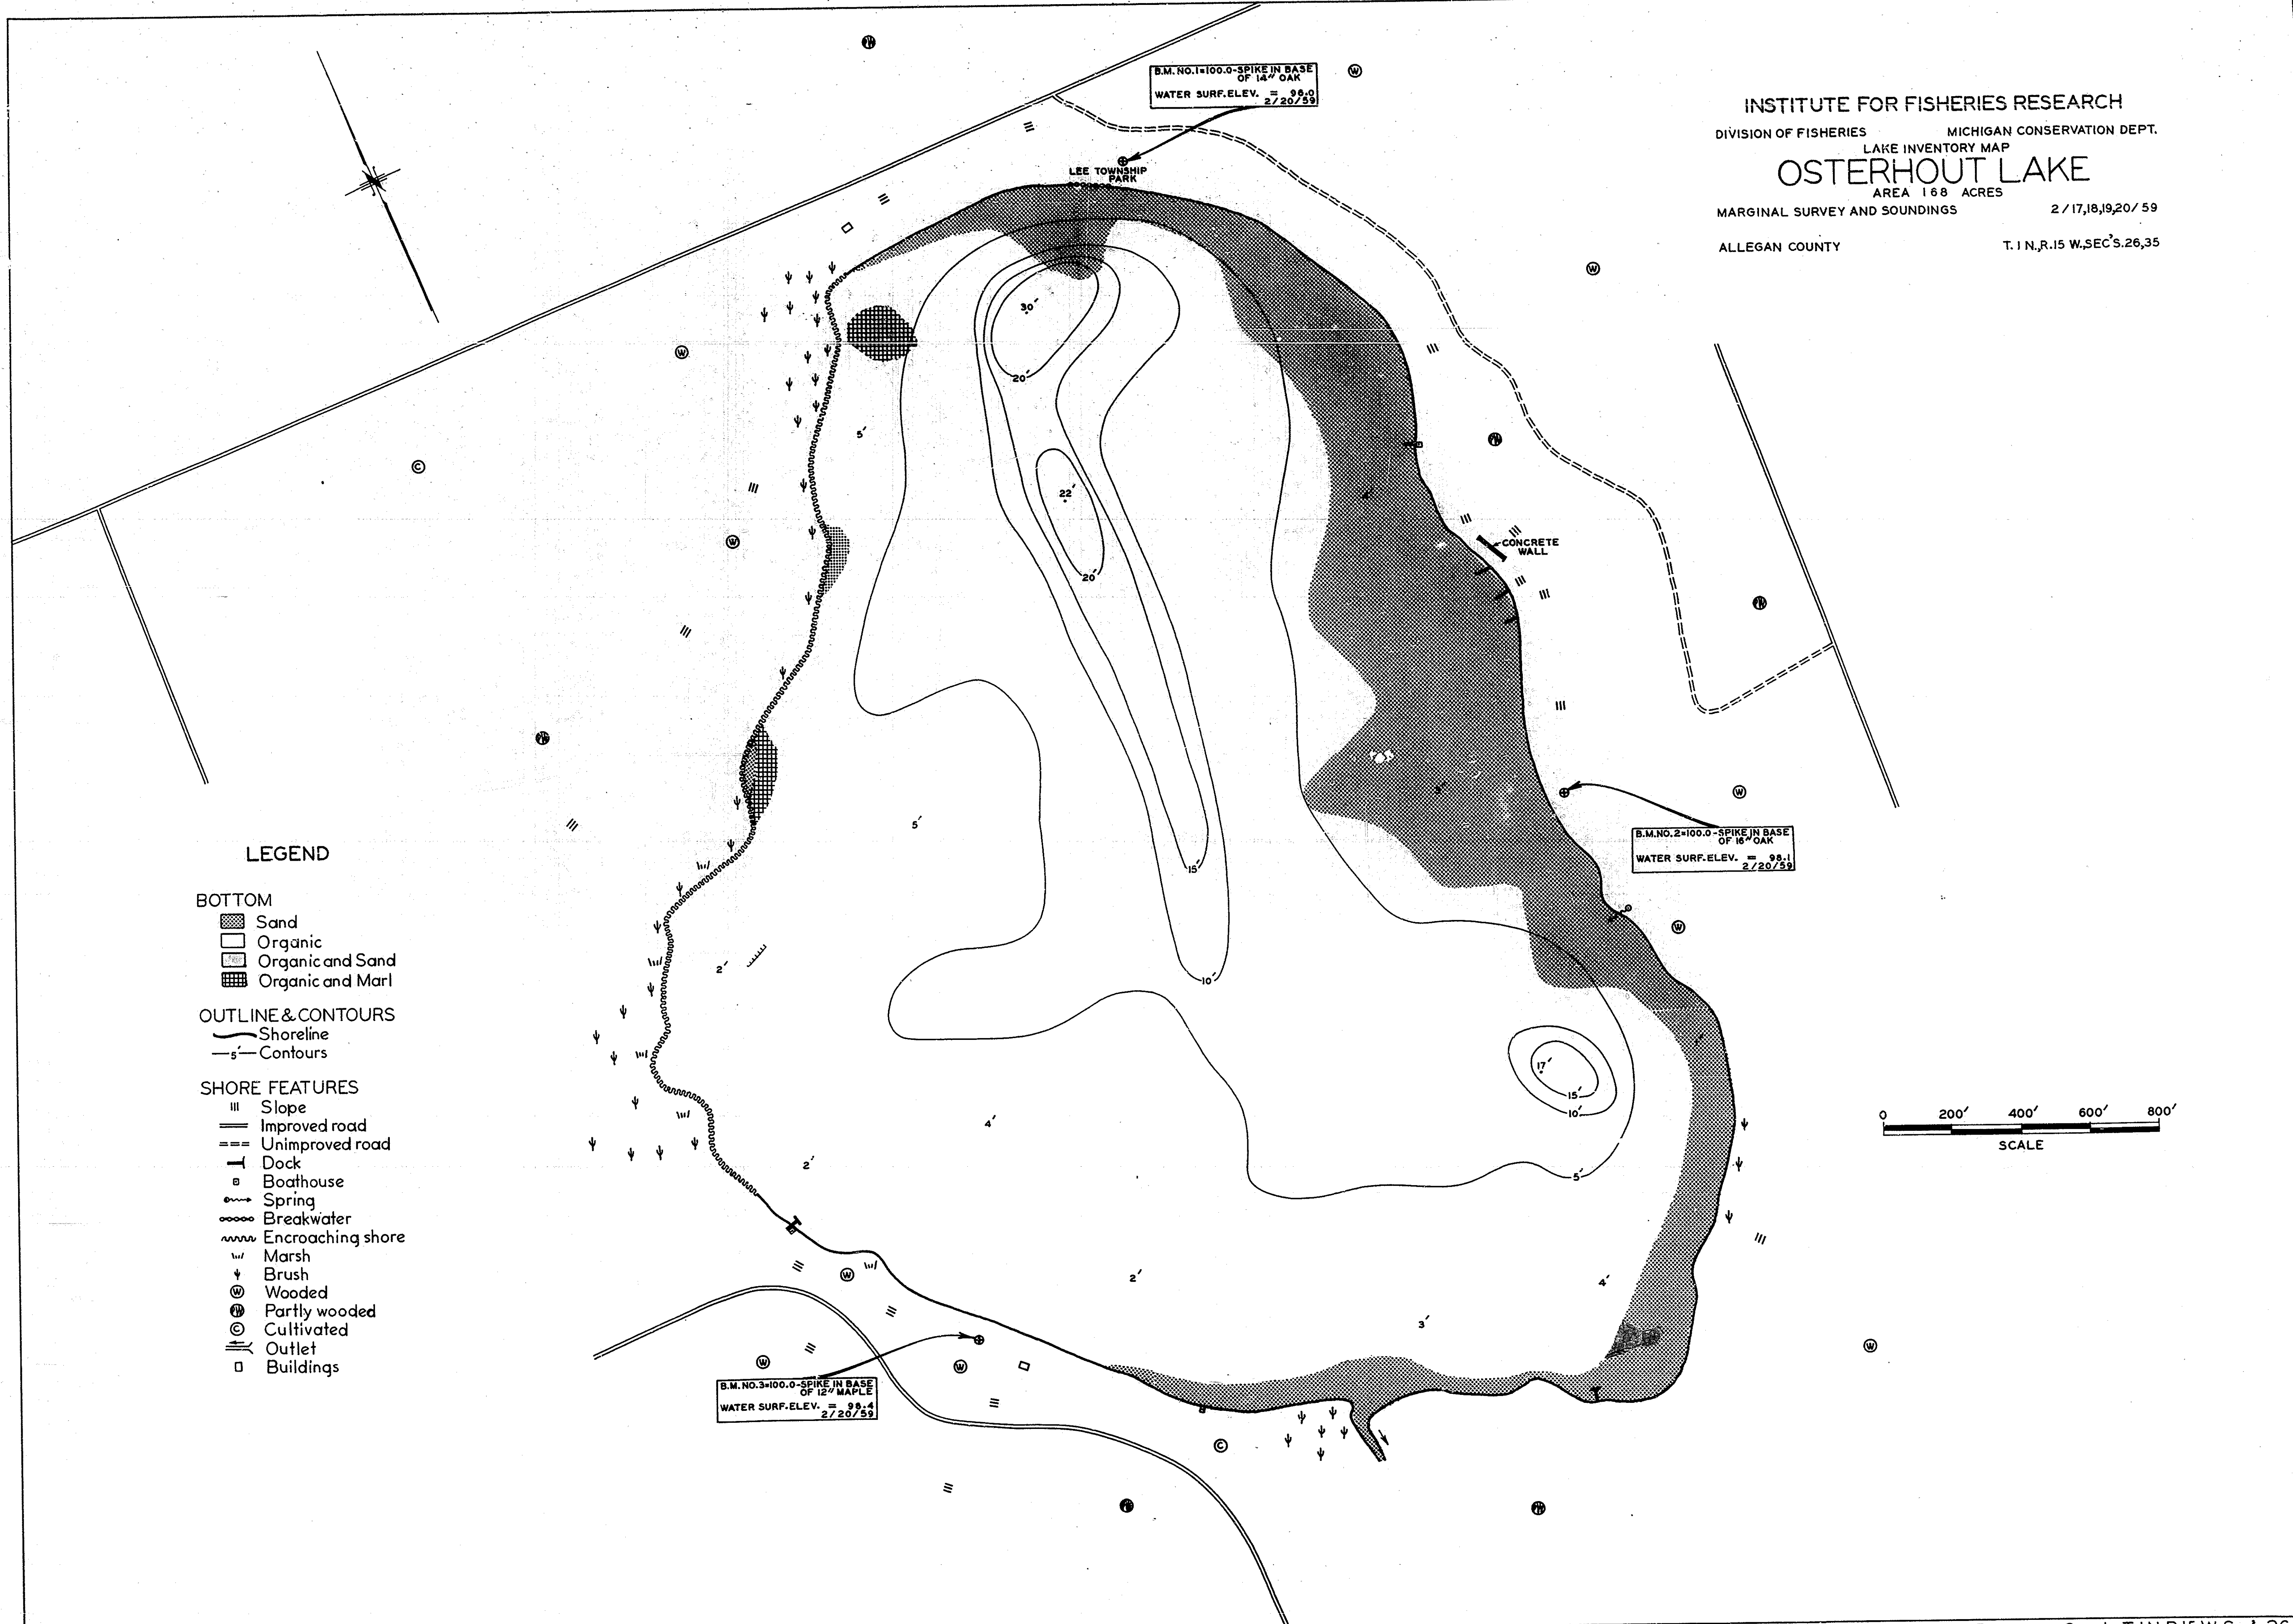 B.M. NO.1=100.0-SPIKE IN BASE
OF 14" OAK
WATER SURF.ELEV. = 98.0
2/20/59
INSTITUTE FOR FISHERIES RESEARCH
DIVISION OF FISHERIES MICHIGAN CONSERVATION DEPT.
LAKE INVENTORY MAP
OSTERHOUT LAKE
AREA 168 ACRES
MARGINAL SURVEY AND SOUNDINGS 2/17,18,19,20/59
ALLEGAN COUNTY T. 1 N.,R.15 W.,SEC'S.26,35
LEE TOWNSHIP
PARK
W
W
W
C
W
30'
20'
5'
22'
4'
20'
CONCRETE
WALL
W
B.M.NO.2=100.0-SPIKE IN BASE
OF 16" OAK
WATER SURF.ELEV. = 98.1
2/20/59
5'
15'
W
2'
10'
17'
15'
10'
4'
2'
5'
0 200' 400' 600' 800'
SCALE
2'
4'
3'
W
W
W
W
B.M.NO.3=100.0-SPIKE IN BASE
OF 12" MAPLE
WATER SURF.ELEV. = 98.4
2/20/59
C
LEGEND
BOTTOM
Sand
Organic
Organic and Sand
Organic and Marl
OUTLINE & CONTOURS
Shoreline
5' Contours
SHORE FEATURES
Slope
Improved road
Unimproved road
Dock
Boathouse
Spring
Breakwater
Encroaching shore
Marsh
Brush
W Wooded
PW Partly wooded
C Cultivated
Outlet
Buildings